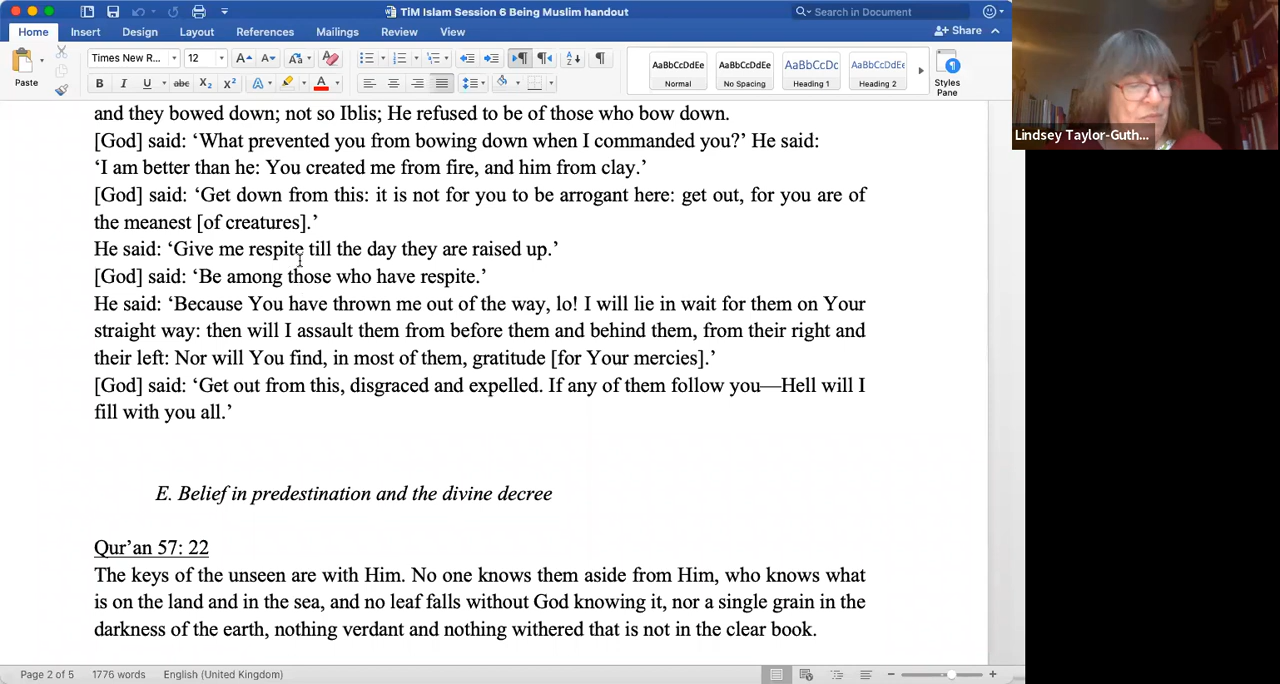 TiM Islam Session 6 Being Muslim handout
Search in Document
Home Insert Design Layout References Mailings Review View
Share
Paste
Times New R... 12
AaBbCcDdEe AaBbCcDdEe AaBbCcDc AaBbCcDdEe
Normal No Spacing Heading 1 Heading 2
Styles
Pane
Lindsey Taylor-Guth...
and they bowed down; not so Iblis; He refused to be of those who bow down.
[God] said: ‘What prevented you from bowing down when I commanded you?’ He said:
‘I am better than he: You created me from fire, and him from clay.’
[God] said: ‘Get down from this: it is not for you to be arrogant here: get out, for you are of
the meanest [of creatures].’
He said: ‘Give me respite till the day they are raised up.’
[God] said: ‘Be among those who have respite.’
He said: ‘Because You have thrown me out of the way, lo! I will lie in wait for them on Your
straight way: then will I assault them from before them and behind them, from their right and
their left: Nor will You find, in most of them, gratitude [for Your mercies].’
[God] said: ‘Get out from this, disgraced and expelled. If any of them follow you—Hell will I
fill with you all.’
E. Belief in predestination and the divine decree
Qur’an 57: 22
The keys of the unseen are with Him. No one knows them aside from Him, who knows what
is on the land and in the sea, and no leaf falls without God knowing it, nor a single grain in the
darkness of the earth, nothing verdant and nothing withered that is not in the clear book.
Page 2 of 5 1776 words English (United Kingdom)